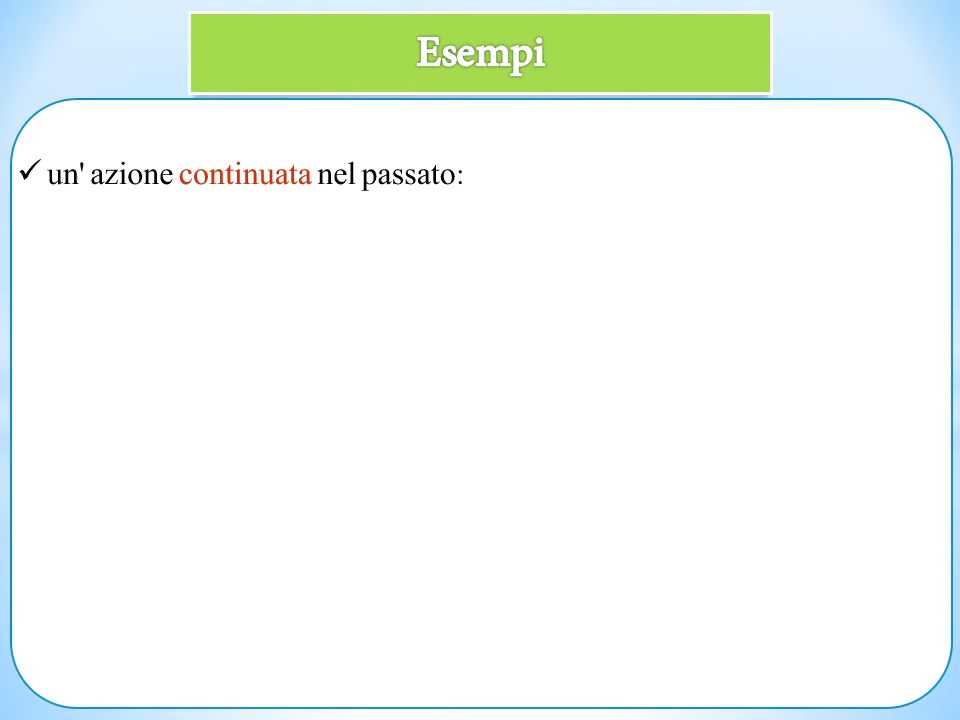 Esempi
✓ un' azione continuata nel passato: